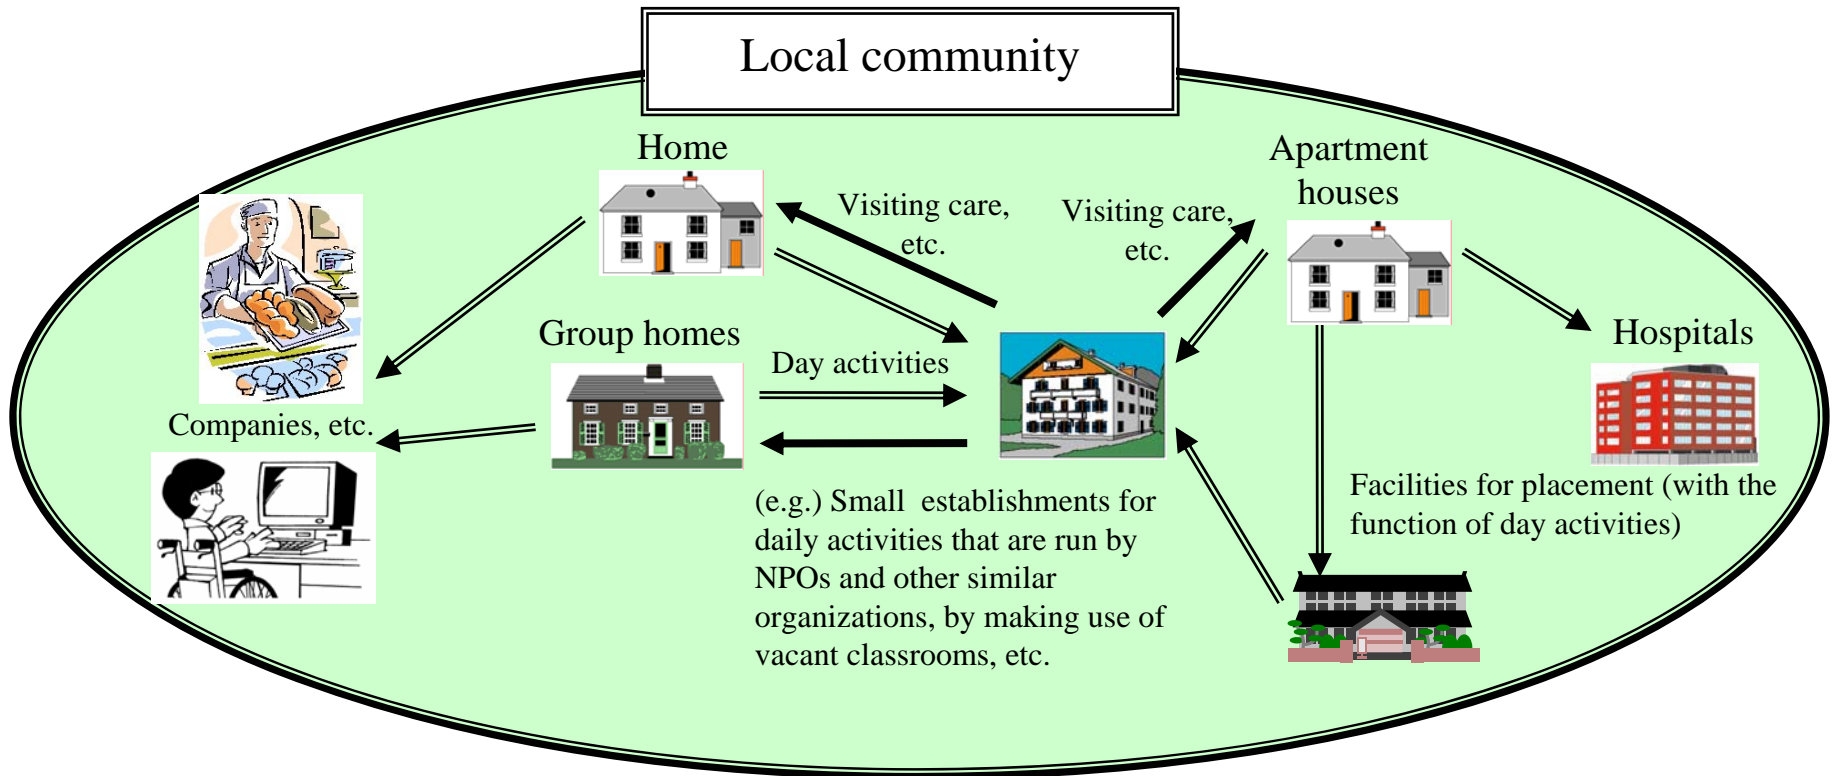 Local community
Home
Apartment
houses
Visiting care,
etc.
Visiting care,
etc.
Group homes
Day activities
Hospitals
Companies, etc.
(e.g.) Small establishments for
daily activities that are run by
NPOs and other similar
organizations, by making use of
vacant classrooms, etc.
Facilities for placement (with the
function of day activities)